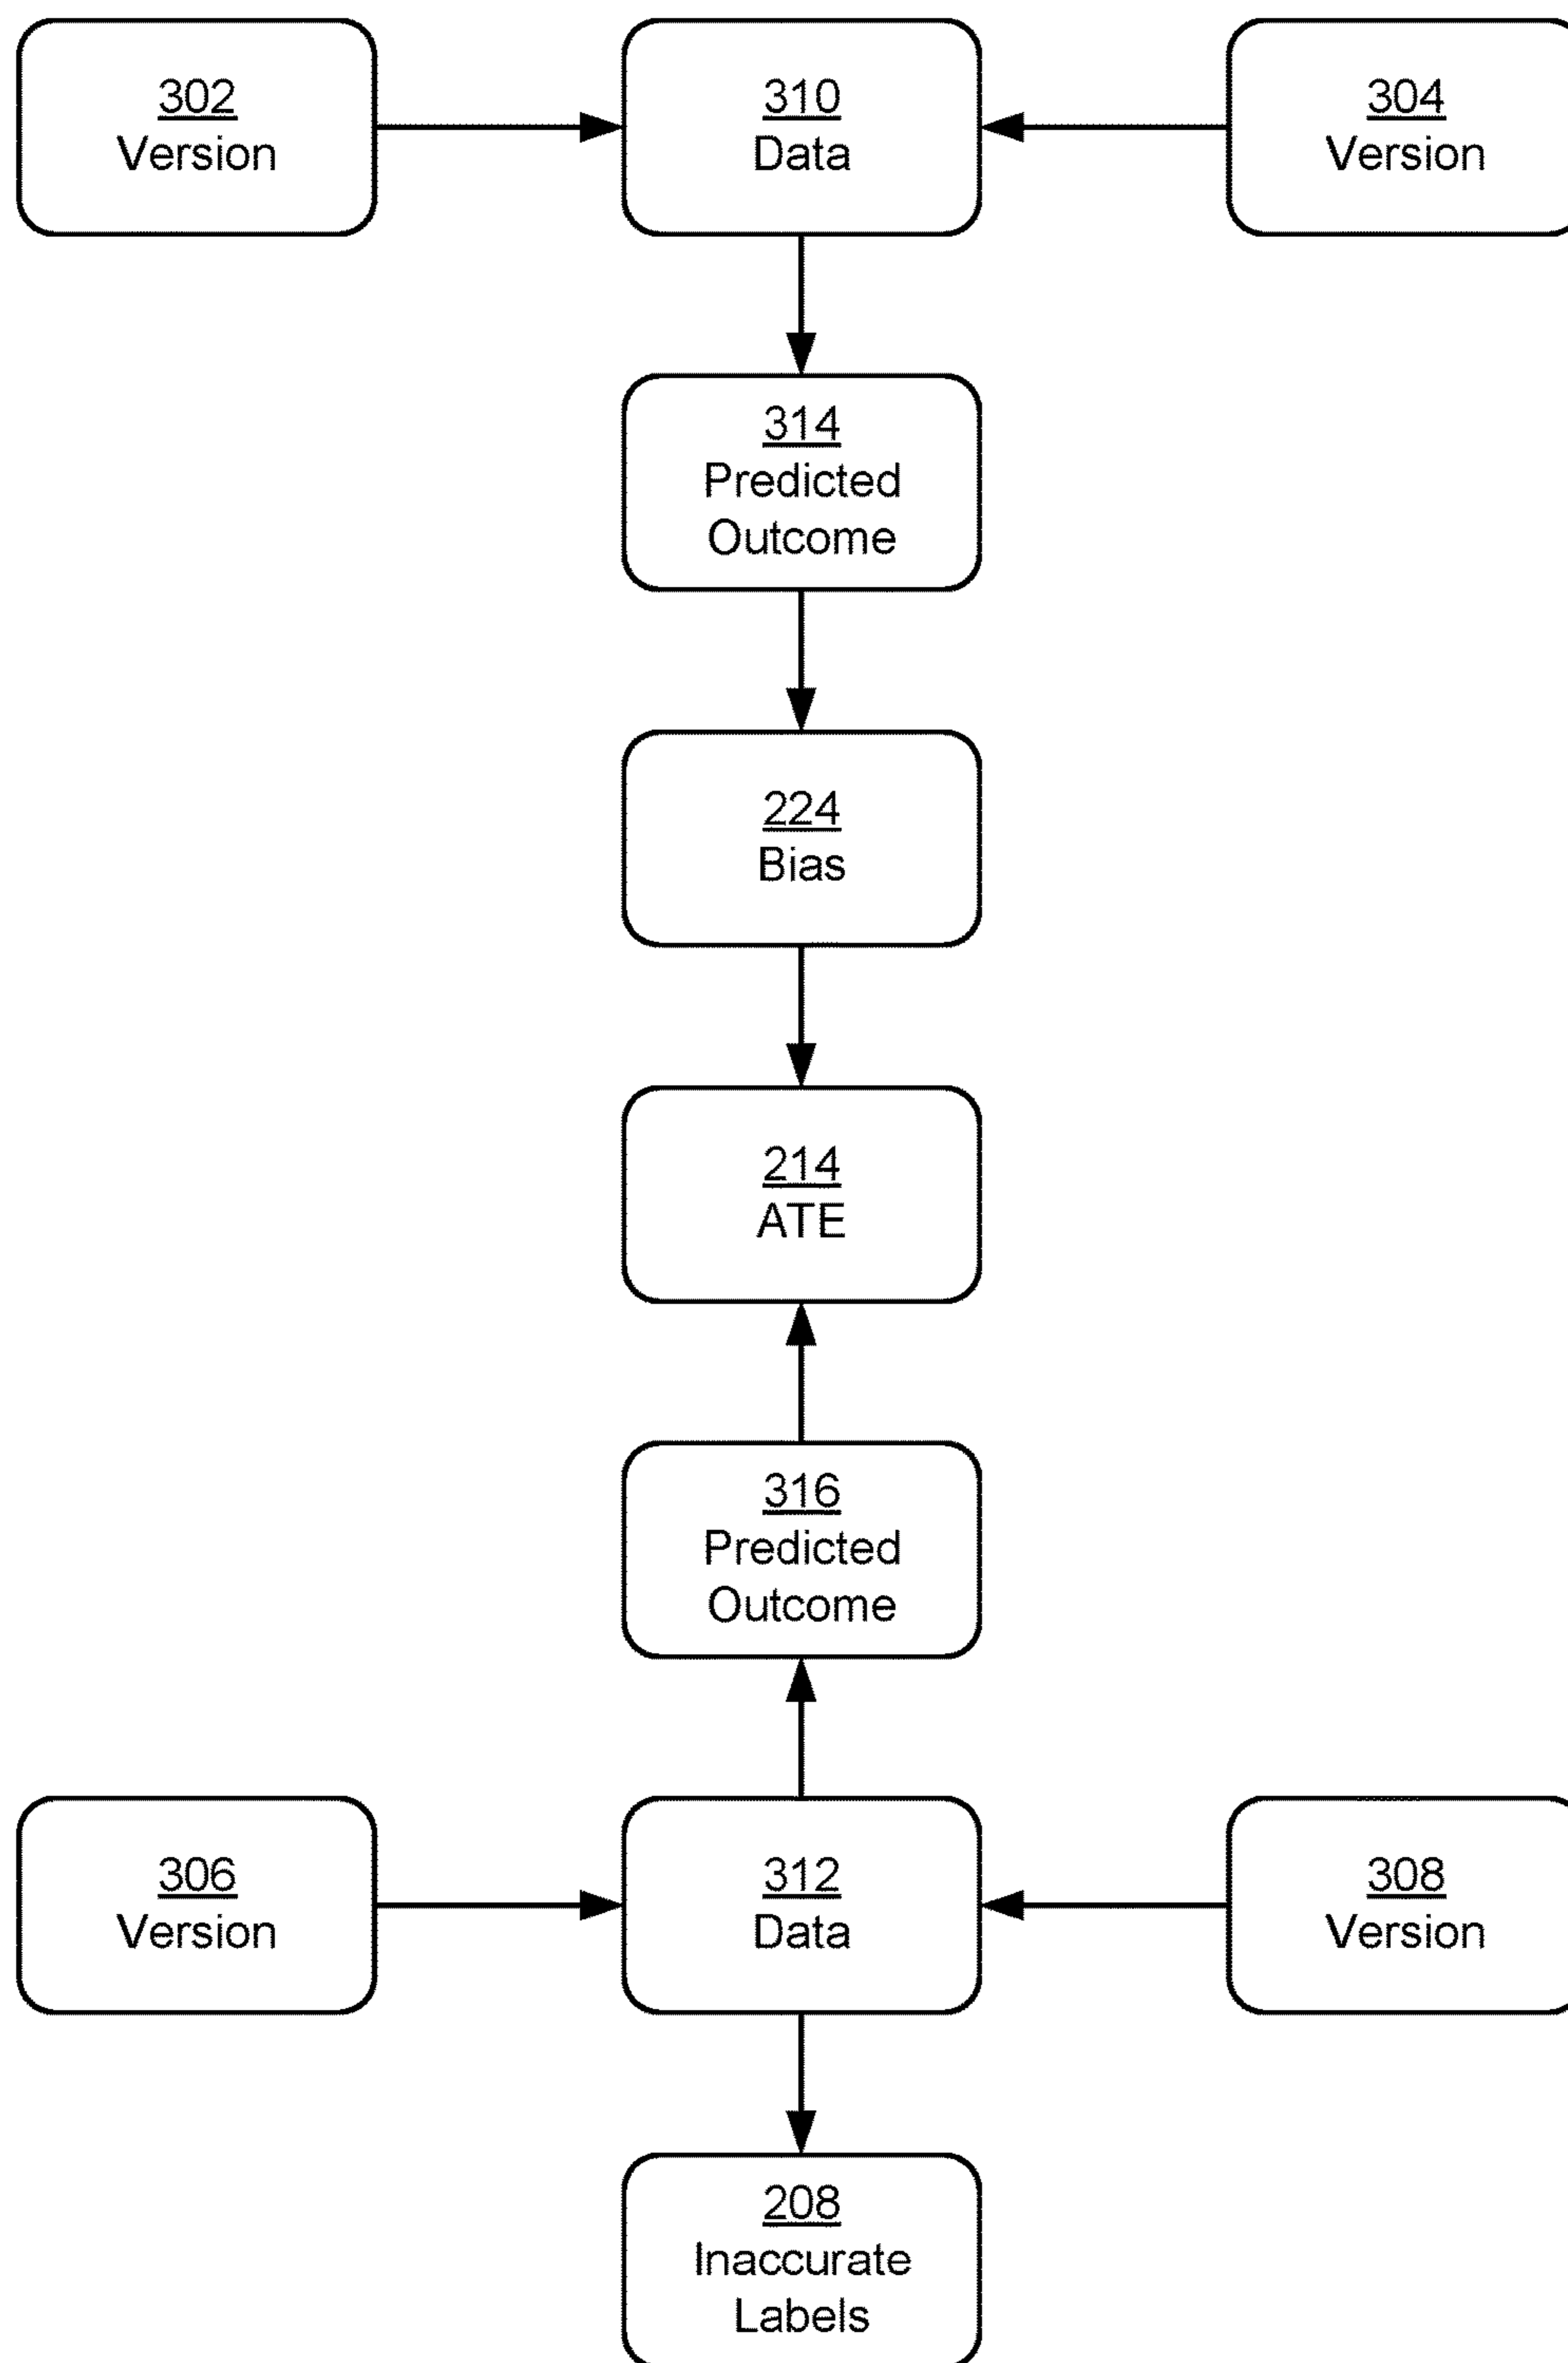 302
Version
310
Data
304
Version
314
Predicted
Outcome
224
Bias
214
ATE
316
Predicted
Outcome
306
Version
312
Data
308
Version
208
Inaccurate
Labels